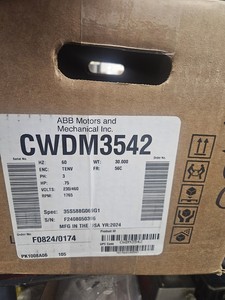 ABB Motors and
Mechanical Inc.
CWDM3542
HZ: 60 WT: 30.000
ENC: TENV FR: 56C
PH: 3
HP: .75
VOLTS: 230/460
RPM: 1765
Spec:
S/N:
MFG IN THE USA YR:2024
F0824/0174